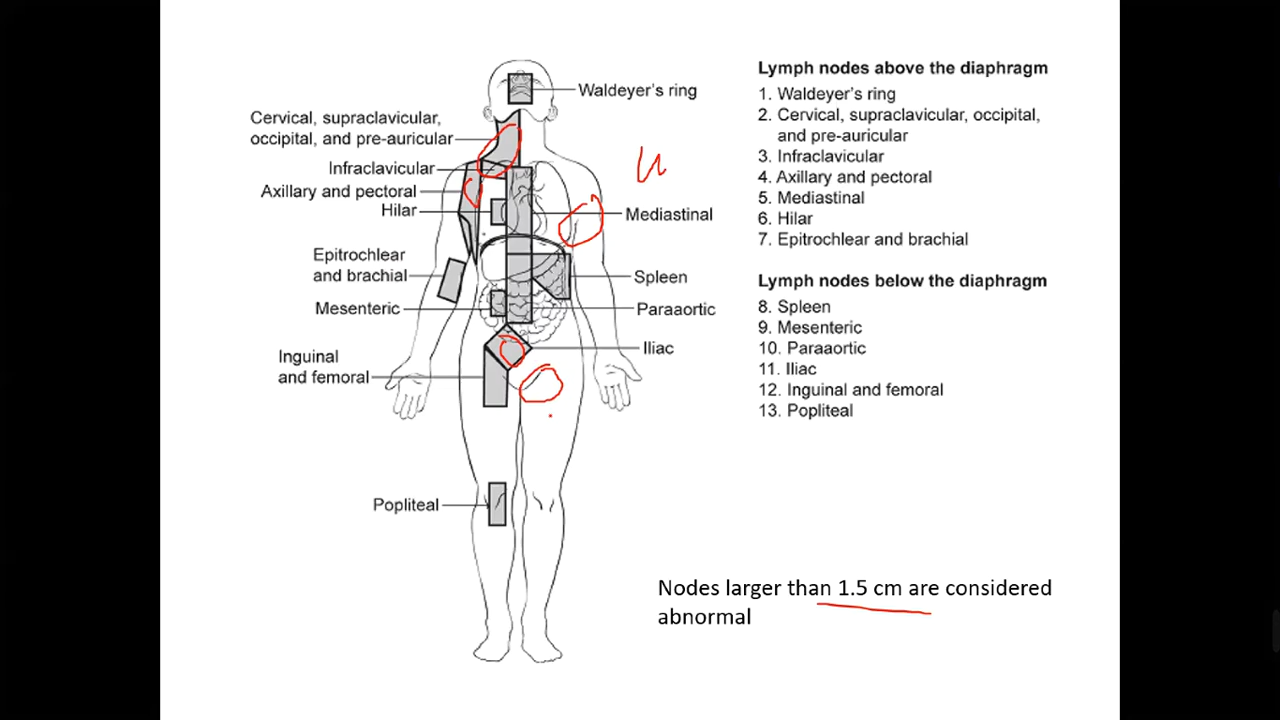 Waldeyer's ring
Cervical, supraclavicular,
occipital, and pre-auricular
Infraclavicular
Axillary and pectoral
Hilar
Mediastinal
Epitrochlear
and brachial
Spleen
Mesenteric
Paraaortic
Iliac
Inguinal
and femoral
Popliteal
Lymph nodes above the diaphragm
1. Waldeyer's ring
2. Cervical, supraclavicular, occipital,
and pre-auricular
3. Infraclavicular
4. Axillary and pectoral
5. Mediastinal
6. Hilar
7. Epitrochlear and brachial
Lymph nodes below the diaphragm
8. Spleen
9. Mesenteric
10. Paraaortic
11. Iliac
12. Inguinal and femoral
13. Popliteal
Nodes larger than 1.5 cm are considered
abnormal